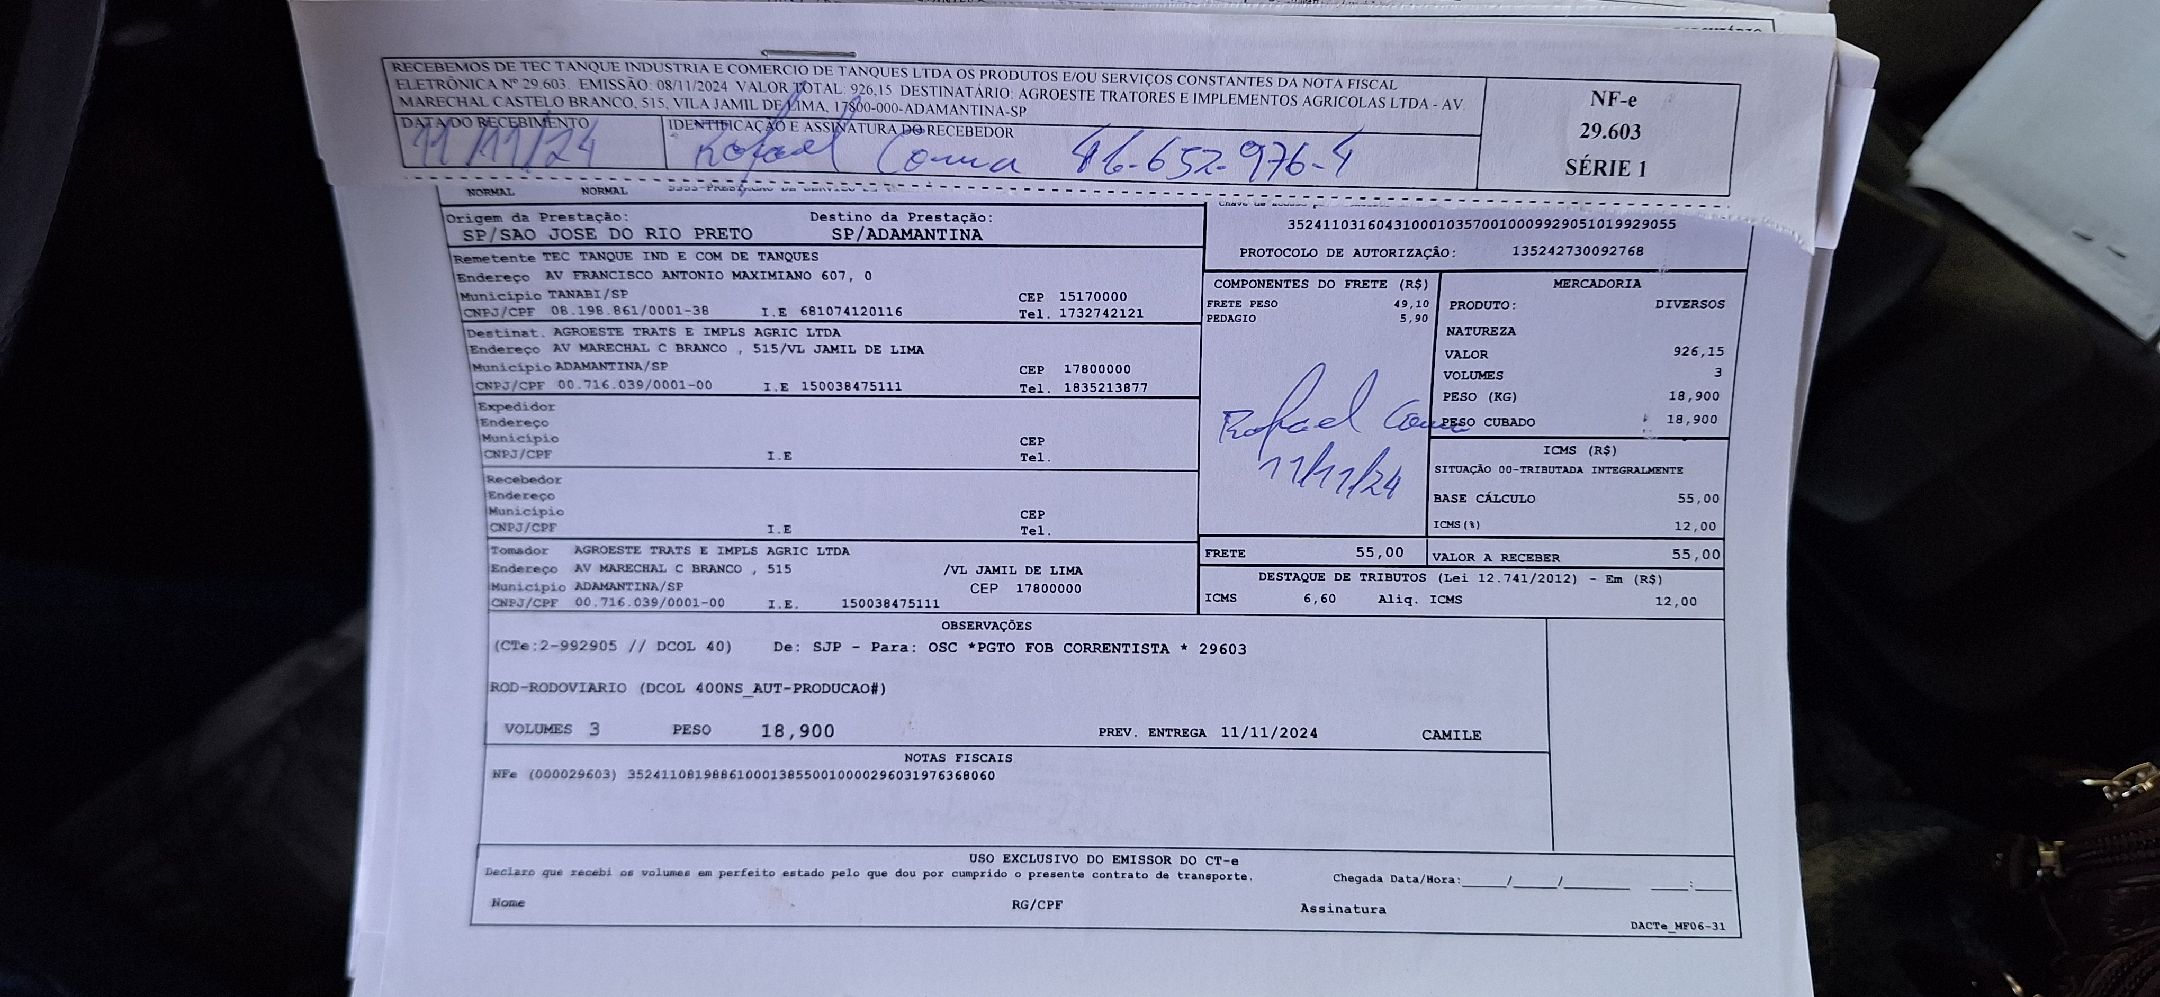 RECEBEMOS DE TEC TANQUE INDUSTRIA E COMERCIO DE TANQUES LTDA OS PRODUTOS E/OU SERVIÇOS CONSTANTES DA NOTA FISCAL
ELETRÔNICA Nº 29.603. EMISSÃO: 08/11/2024 VALOR TOTAL: 926,15 DESTINATÁRIO: AGROESTE TRATORES E IMPLEMENTOS AGRICOLAS LTDA - AV.
MARECHAL CASTELO BRANCO, 515, VILA JAMIL DE LIMA, 17800-000-ADAMANTINA-SP
NF-e
29.603
SÉRIE 1
DATA DO RECEBIMENTO
11/11/24
IDENTIFICAÇÃO E ASSINATURA DO RECEBEDOR
Rafael 46-652-976-4
NORMAL NORMAL
Origem da Prestação: Destino da Prestação:
SP/SAO JOSE DO RIO PRETO SP/ADAMANTINA
35241103160431000103570010009929051019929055
PROTOCOLO DE AUTORIZAÇÃO: 135242730092768
Remetente TEC TANQUE IND E COM DE TANQUES
Endereço AV FRANCISCO ANTONIO MAXIMIANO 607, 0
Município TANABI/SP CEP 15170000
CNPJ/CPF 08.198.861/0001-38 I.E 681074120116 Tel. 1732742121
Destinat. AGROESTE TRATS E IMPLS AGRIC LTDA
Endereço AV MARECHAL C BRANCO , 515/VL JAMIL DE LIMA
Município ADAMANTINA/SP CEP 17800000
CNPJ/CPF 00.716.039/0001-00 I.E 150038475111 Tel. 1835213877
Expedidor
Endereço
Município CEP
CNPJ/CPF I.E Tel.
Recebedor
Endereço
Município CEP
CNPJ/CPF I.E Tel.
Tomador AGROESTE TRATS E IMPLS AGRIC LTDA
Endereço AV MARECHAL C BRANCO , 515 /VL JAMIL DE LIMA
Município ADAMANTINA/SP CEP 17800000
CNPJ/CPF 00.716.039/0001-00 I.E. 150038475111
COMPONENTES DO FRETE (R$)
FRETE PESO 49,10
PEDAGIO 5,90
Rafael
11/11/24
FRETE 55,00
MERCADORIA
PRODUTO: DIVERSOS
NATUREZA
VALOR 926,15
VOLUMES 3
PESO (KG) 18,900
PESO CUBADO 18,900
ICMS (R$)
SITUAÇÃO 00-TRIBUTADA INTEGRALMENTE
BASE CÁLCULO 55,00
ICMS(%) 12,00
VALOR A RECEBER 55,00
DESTAQUE DE TRIBUTOS (Lei 12.741/2012) - Em (R$)
ICMS 6,60 Aliq. ICMS 12,00
OBSERVAÇÕES
(CTe:2-992905 // DCOL 40) De: SJP - Para: OSC *PGTO FOB CORRENTISTA * 29603
ROD-RODOVIARIO (DCOL 400NS_AUT-PRODUCAO#)
VOLUMES 3 PESO 18,900 PREV. ENTREGA 11/11/2024 CAMILE
NOTAS FISCAIS
NFe (000029603) 35241108198861000138550010000296031976368060
USO EXCLUSIVO DO EMISSOR DO CT-e
Declaro que recebi os volumes em perfeito estado pelo que dou por cumprido o presente contrato de transporte. Chegada Data/Hora:____/____/______ ___:___
Nome RG/CPF Assinatura
DACTe_MF06-31